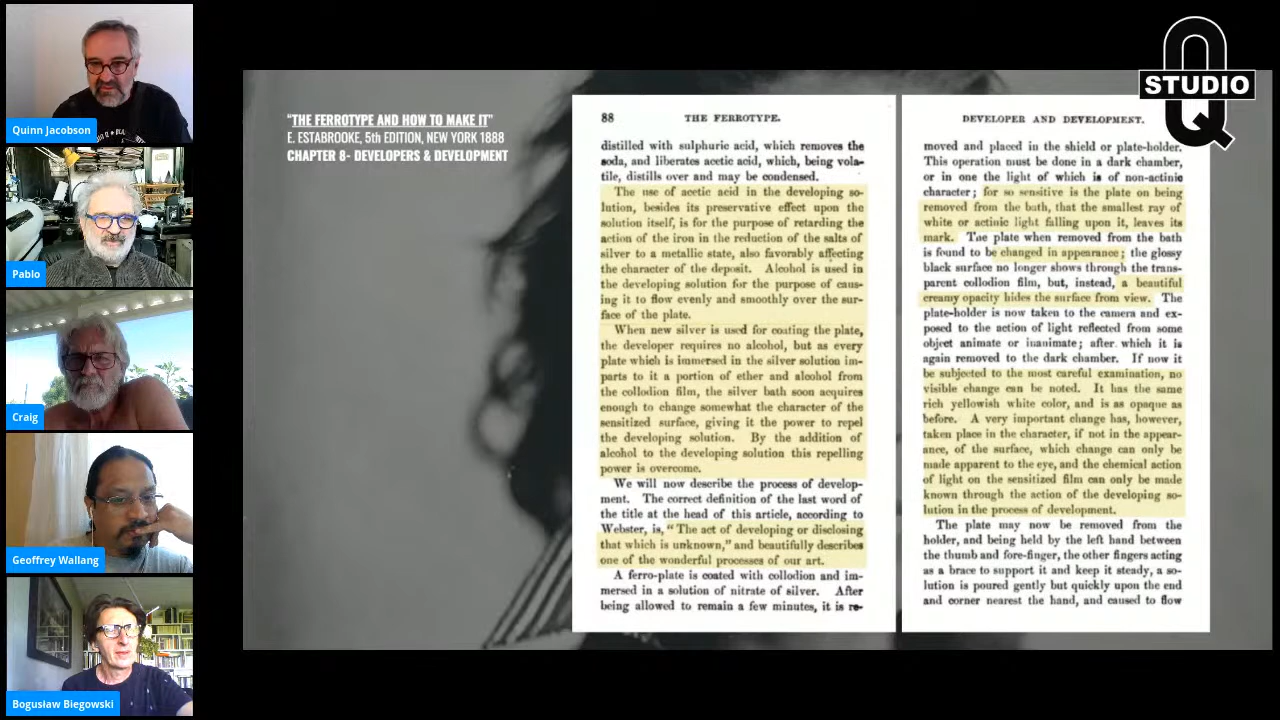 Quinn Jacobson
Pablo
Craig
Geoffrey Wallang
Bogusław Biegowski
STUDIO
Q
"THE FERROTYPE AND HOW TO MAKE IT"
E. ESTABROOKE, 5th EDITION, NEW YORK 1888
CHAPTER 8- DEVELOPERS & DEVELOPMENT
88 THE FERROTYPE.
distilled with sulphuric acid, which removes the
soda, and liberates acetic acid, which, being vola-
tile, distills over and may be condensed.
The use of acetic acid in the developing so-
lution, besides its preservative effect upon the
solution itself, is for the purpose of retarding the
action of the iron in the reduction of the salts of
silver to a metallic state, also favorably affecting
the character of the deposit. Alcohol is used in
the developing solution for the purpose of caus-
ing it to flow evenly and smoothly over the sur-
face of the plate.
When new silver is used for coating the plate,
the developer requires no alcohol, but as every
plate which is immersed in the silver solution im-
parts to it a portion of ether and alcohol from
the collodion film, the silver bath soon acquires
enough to change somewhat the character of the
sensitized surface, giving it the power to repel
the developing solution. By the addition of
alcohol to the developing solution this repelling
power is overcome.
We will now describe the process of develop-
ment. The correct definition of the last word of
the title at the head of this article, according to
Webster, is, "The act of developing or disclosing
that which is unknown," and beautifully describes
one of the wonderful processes of our art.
A ferro-plate is coated with collodion and im-
mersed in a solution of nitrate of silver. After
being allowed to remain a few minutes, it is re-
DEVELOPER AND DEVELOPMENT.
moved and placed in the shield or plate-holder.
This operation must be done in a dark chamber,
or in one the light of which is of non-actinic
character; for so sensitive is the plate on being
removed from the bath, that the smallest ray of
white or actinic light falling upon it, leaves its
mark. The plate when removed from the bath
is found to be changed in appearance; the glossy
black surface no longer shows through the trans-
parent collodion film, but, instead, a beautiful
creamy opacity hides the surface from view. The
plate-holder is now taken to the camera and ex-
posed to the action of light reflected from some
object animate or inanimate; after which it is
again removed to the dark chamber. If now it
be subjected to the most careful examination, no
visible change can be noted. It has the same
rich yellowish white color, and is as opaque as
before. A very important change has, however,
taken place in the character, if not in the appear-
ance, of the surface, which change can only be
made apparent to the eye, and the chemical action
of light on the sensitized film can only be made
known through the action of the developing so-
lution in the process of development.
The plate may now be removed from the
holder, and being held by the left hand between
the thumb and fore-finger, the other fingers acting
as a brace to support it and keep it steady, a so-
lution is poured gently but quickly upon the end
and corner nearest the hand, and caused to flow